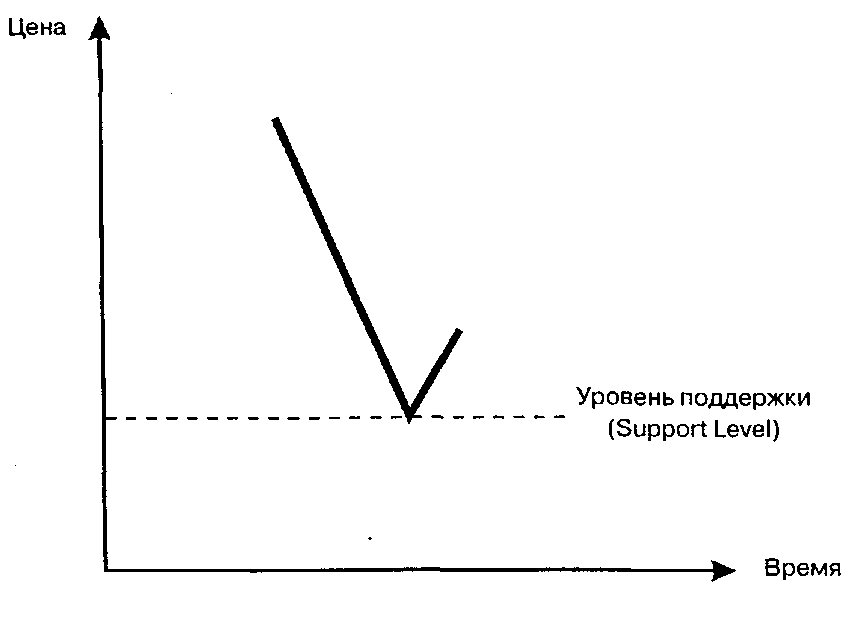 Цена
Уровень поддержки
(Support Level)
Время